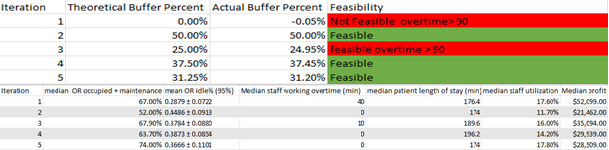 Iteration Theoretical Buffer Percent Actual Buffer Percent Feasibility
1 0.00% -0.05% Not Feasible overtime> 90
2 50.00% 50.00% Feasible
3 25.00% 24.95% feasible overtime > 90
4 37.50% 37.45% Feasible
5 31.25% 31.20% Feasible
Iteration median OR occupied + maintenance mean OR idle% (95%) Median staff working overtime (min) median patient length of stay (min) median staff utilization Median profit
1 67.00% 0.2879 ± 0.0722 40 176.4 17.60% $52,099.00
2 52.00% 0.4486 ± 0.0913 0 174 11.70% $21,462.00
3 67.90% 0.3784 ± 0.0880 10 189.6 16.00% $35,094.00
4 63.70% 0.3873 ± 0.0854 0 196.2 14.20% $29,539.00
5 74.00% 0.3666 ± 0.1101 0 174 17.80% $28,509.00